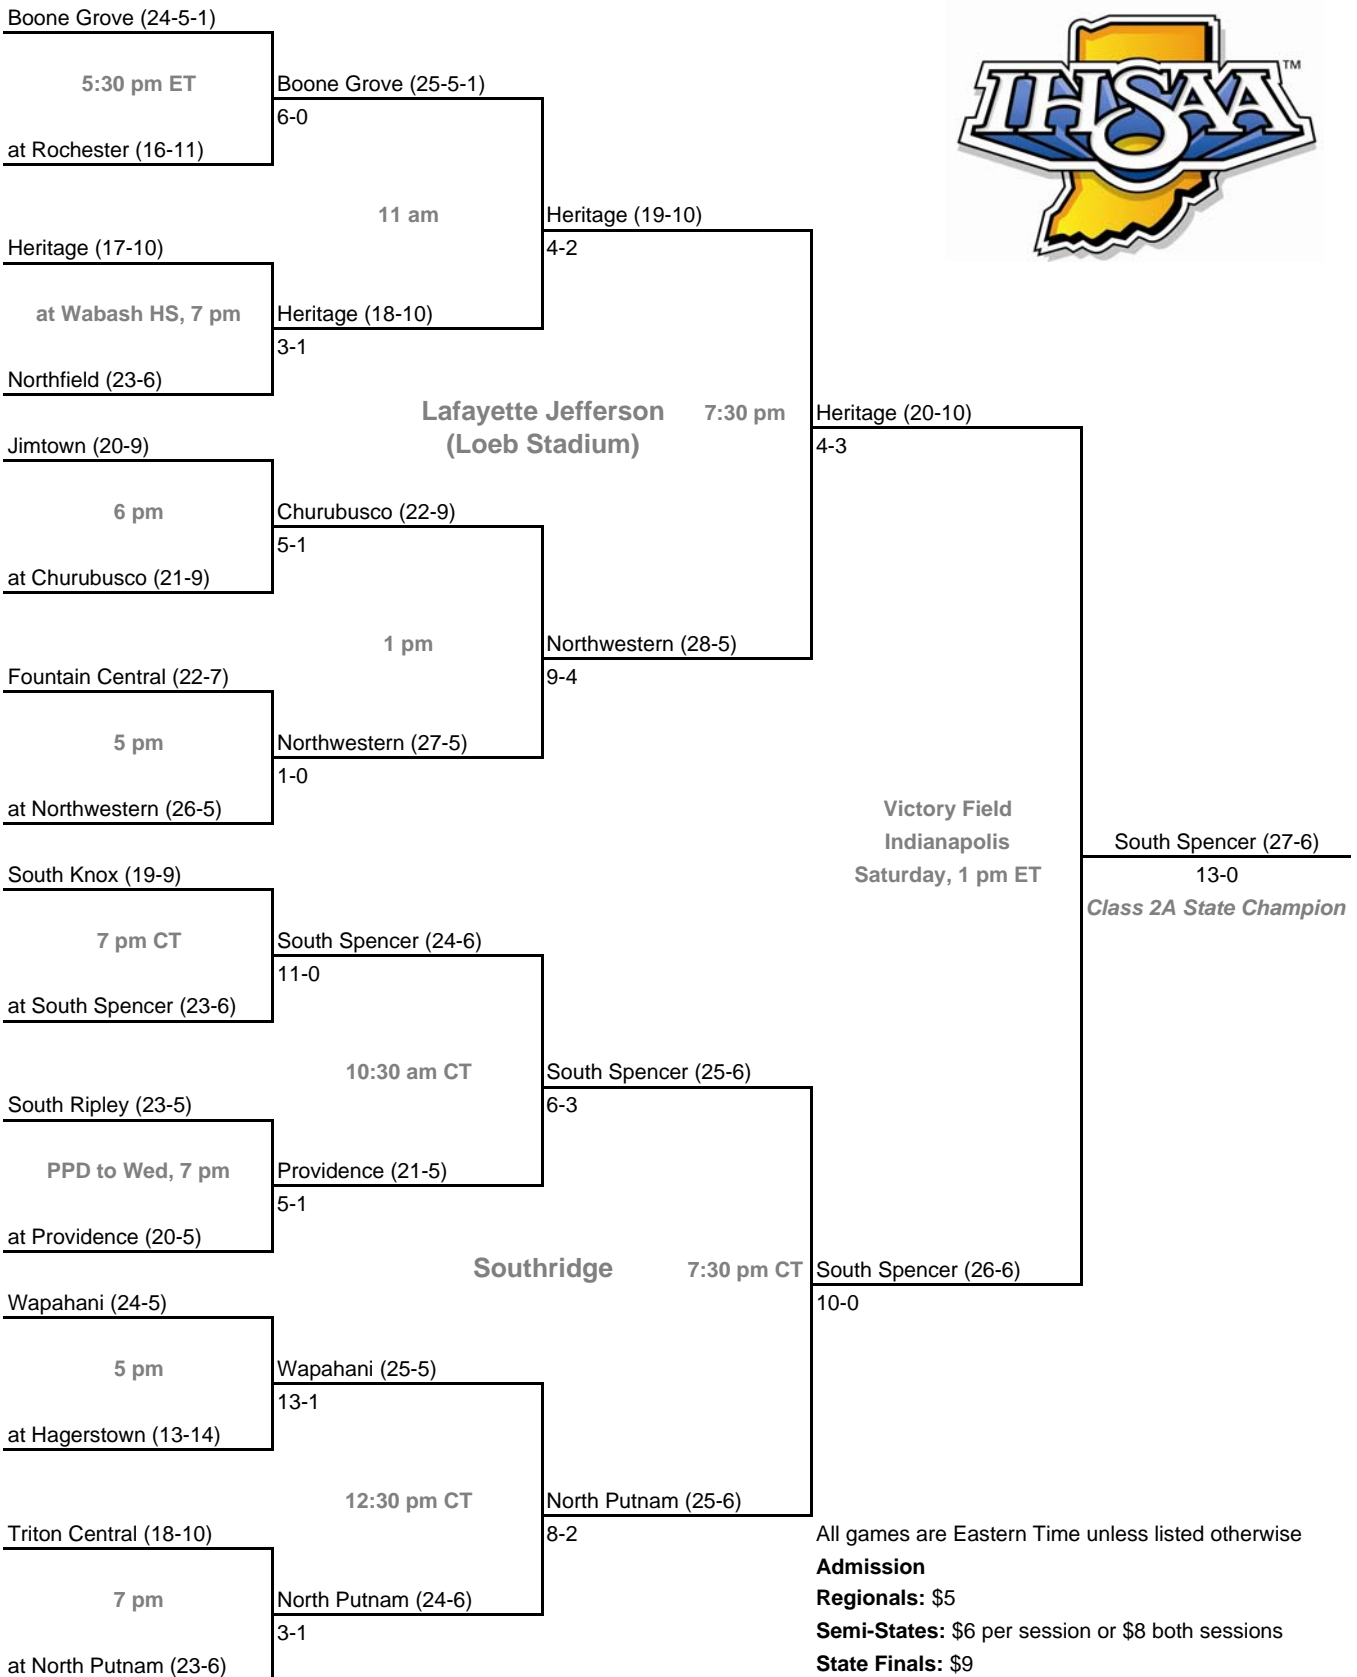 Boone Grove (24-5-1)
5:30 pm ET
Boone Grove (25-5-1)
6-0
at Rochester (16-11)
11 am
Heritage (19-10)
4-2
Heritage (17-10)
at Wabash HS, 7 pm
Heritage (18-10)
3-1
Northfield (23-6)
Lafayette Jefferson
(Loeb Stadium)
7:30 pm
Heritage (20-10)
4-3
Jimtown (20-9)
6 pm
Churubusco (22-9)
5-1
at Churubusco (21-9)
1 pm
Northwestern (28-5)
9-4
Fountain Central (22-7)
5 pm
Northwestern (27-5)
1-0
at Northwestern (26-5)
Victory Field
Indianapolis
Saturday, 1 pm ET
South Spencer (27-6)
13-0
Class 2A State Champion
South Knox (19-9)
7 pm CT
South Spencer (24-6)
11-0
at South Spencer (23-6)
10:30 am CT
South Spencer (25-6)
6-3
South Ripley (23-5)
PPD to Wed, 7 pm
Providence (21-5)
5-1
at Providence (20-5)
Southridge
7:30 pm CT
South Spencer (26-6)
10-0
Wapahani (24-5)
5 pm
Wapahani (25-5)
13-1
at Hagerstown (13-14)
12:30 pm CT
North Putnam (25-6)
8-2
Triton Central (18-10)
7 pm
North Putnam (24-6)
3-1
at North Putnam (23-6)
IHSAA™
All games are Eastern Time unless listed otherwise
Admission
Regionals: $5
Semi-States: $6 per session or $8 both sessions
State Finals: $9